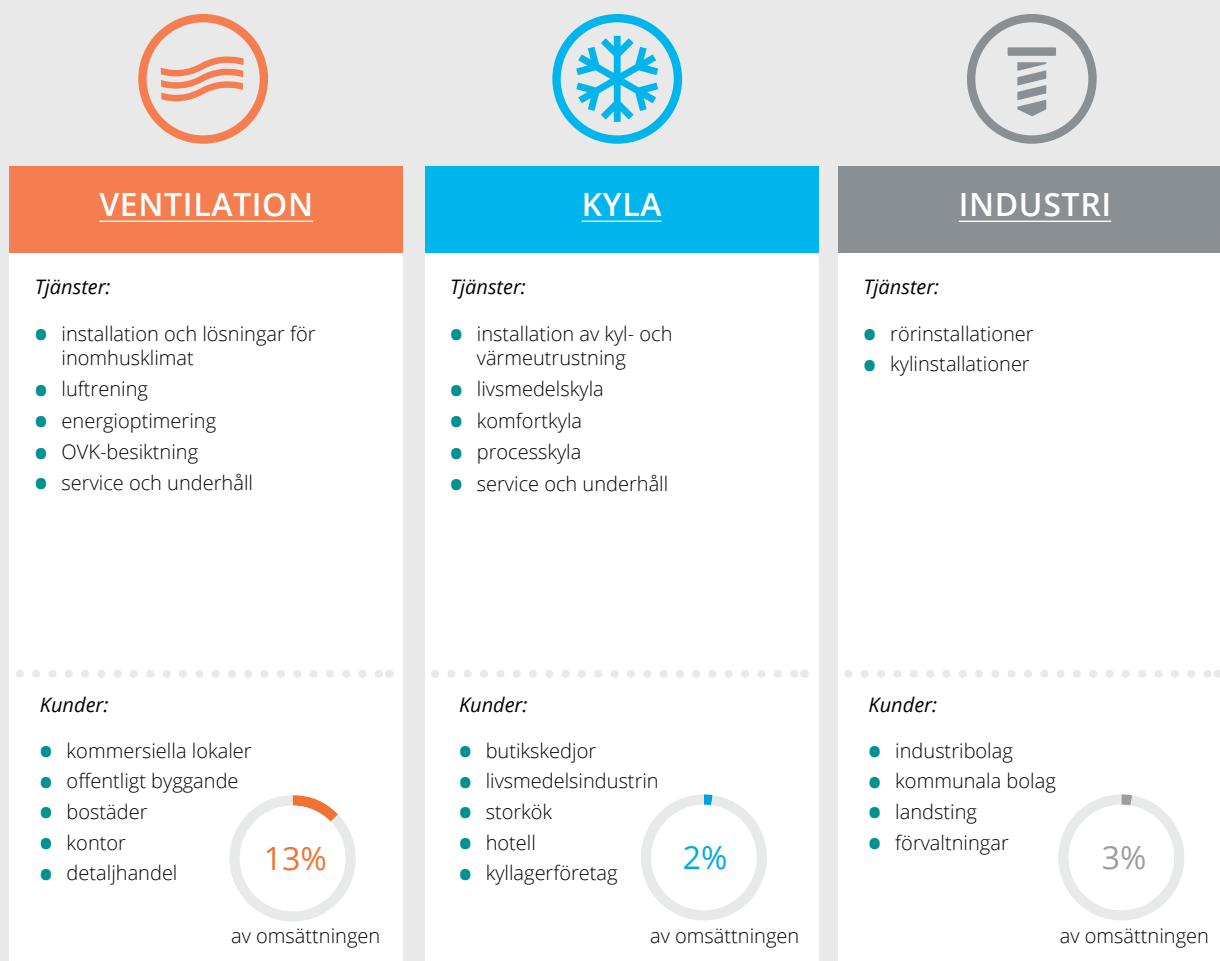 VENTILATION
Tjänster:
installation och lösningar för
inomhusklimat
luftrening
energioptimering
OVK-besiktning
service och underhåll
Kunder:
kommersiella lokaler
offentligt byggande
bostäder
kontor
detaljhandel
13%
av omsättningen
KYLA
Tjänster:
installation av kyl- och
värmeutrustning
livsmedelskyla
komfortkyla
processkyla
service och underhåll
Kunder:
butikskedjor
livsmedelsindustrin
storkök
hotell
kyllagerföretag
2%
av omsättningen
INDUSTRI
Tjänster:
rörinstallationer
kylinstallationer
Kunder:
industribolag
kommunala bolag
landsting
förvaltningar
3%
av omsättningen